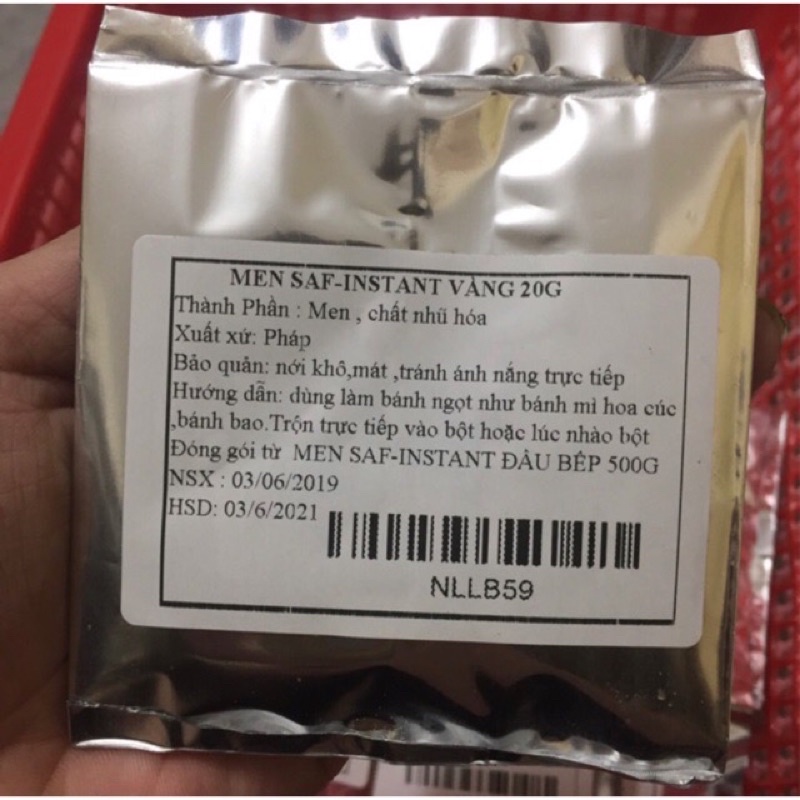 MEN SAF-INSTANT VÀNG 20G
Thành Phần : Men , chất nhũ hóa
Xuất xứ: Pháp
Bảo quản: nới khô,mát ,tránh ánh nắng trực tiếp
Hướng dẫn: dùng làm bánh ngọt như bánh mì hoa cúc
,bánh bao.Trộn trực tiếp vào bột hoặc lúc nhào bột
Đóng gói từ MEN SAF-INSTANT ĐẦU BẾP 500G
NSX : 03/06/2019
HSD: 03/6/2021
NLLB59